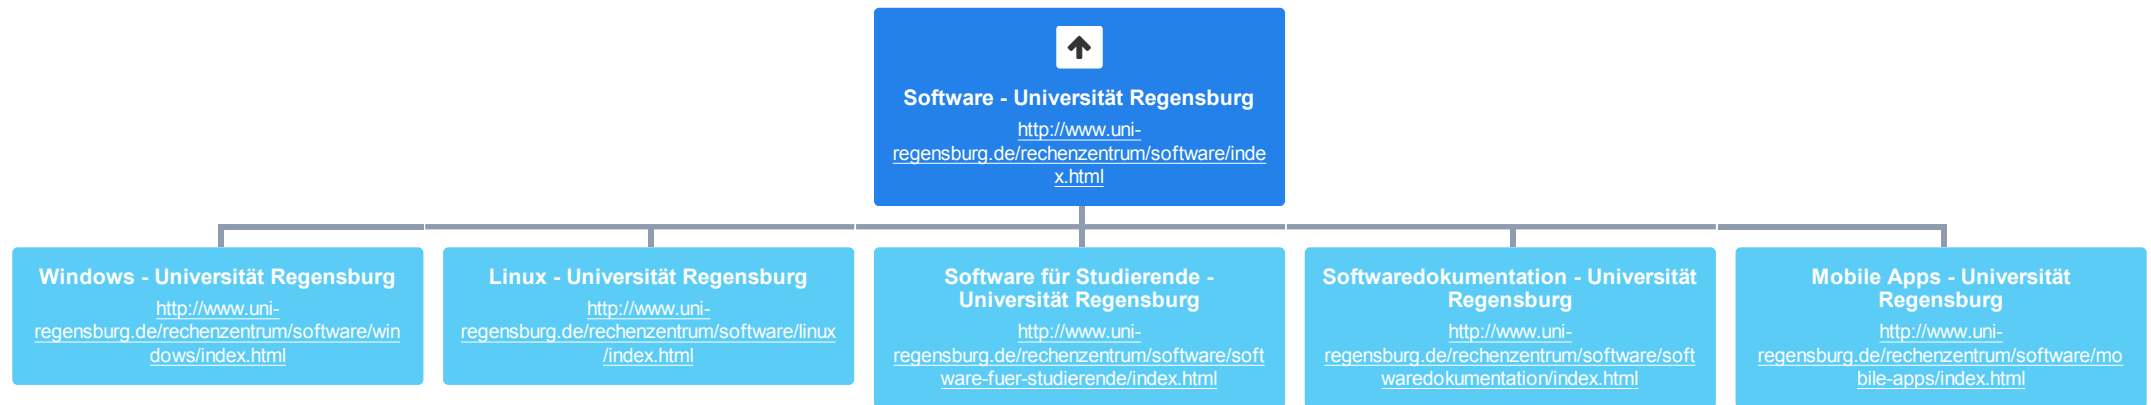 Software - Universität Regensburg
http://www.uni-
regensburg.de/rechenzentrum/software/inde
x.html
Windows - Universität Regensburg
http://www.uni-
regensburg.de/rechenzentrum/software/win
dows/index.html
Linux - Universität Regensburg
http://www.uni-
regensburg.de/rechenzentrum/software/linux
/index.html
Software für Studierende -
Universität Regensburg
http://www.uni-
regensburg.de/rechenzentrum/software/soft
ware-fuer-studierende/index.html
Softwaredokumentation - Universität
Regensburg
http://www.uni-
regensburg.de/rechenzentrum/software/soft
waredokumentation/index.html
Mobile Apps - Universität
Regensburg
http://www.uni-
regensburg.de/rechenzentrum/software/mo
bile-apps/index.html